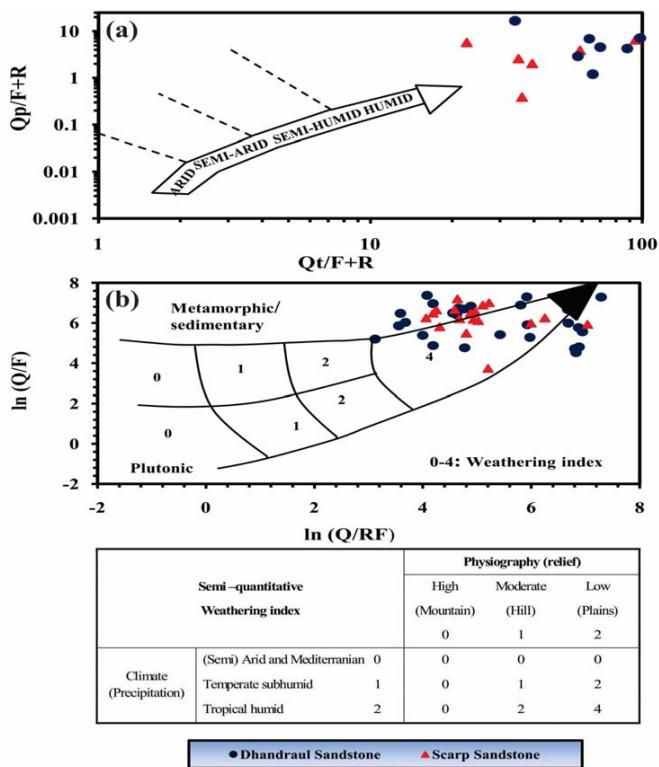 (a)
Qp/F+R
10
1
0.1
0.01
0.001
ARID SEMI-ARID SEMI-HUMID HUMID
1 10 100
Qt/F+R
(b)
ln (Q/F)
8
6
4
2
0
-2
Metamorphic/
sedimentary
0 1 2 4
0 1 2
Plutonic
0-4: Weathering index
-2 0 2 4 6 8
ln (Q/RF)
Semi –quantitative
Weathering index
Physiography (relief)
High Moderate Low
(Mountain) (Hill) (Plains)
0 1 2
Climate
(Precipitation)
(Semi) Arid and Mediterranian 0 0 0 0
Temperate subhumid 1 0 1 2
Tropical humid 2 0 2 4
Dhandraul Sandstone Scarp Sandstone